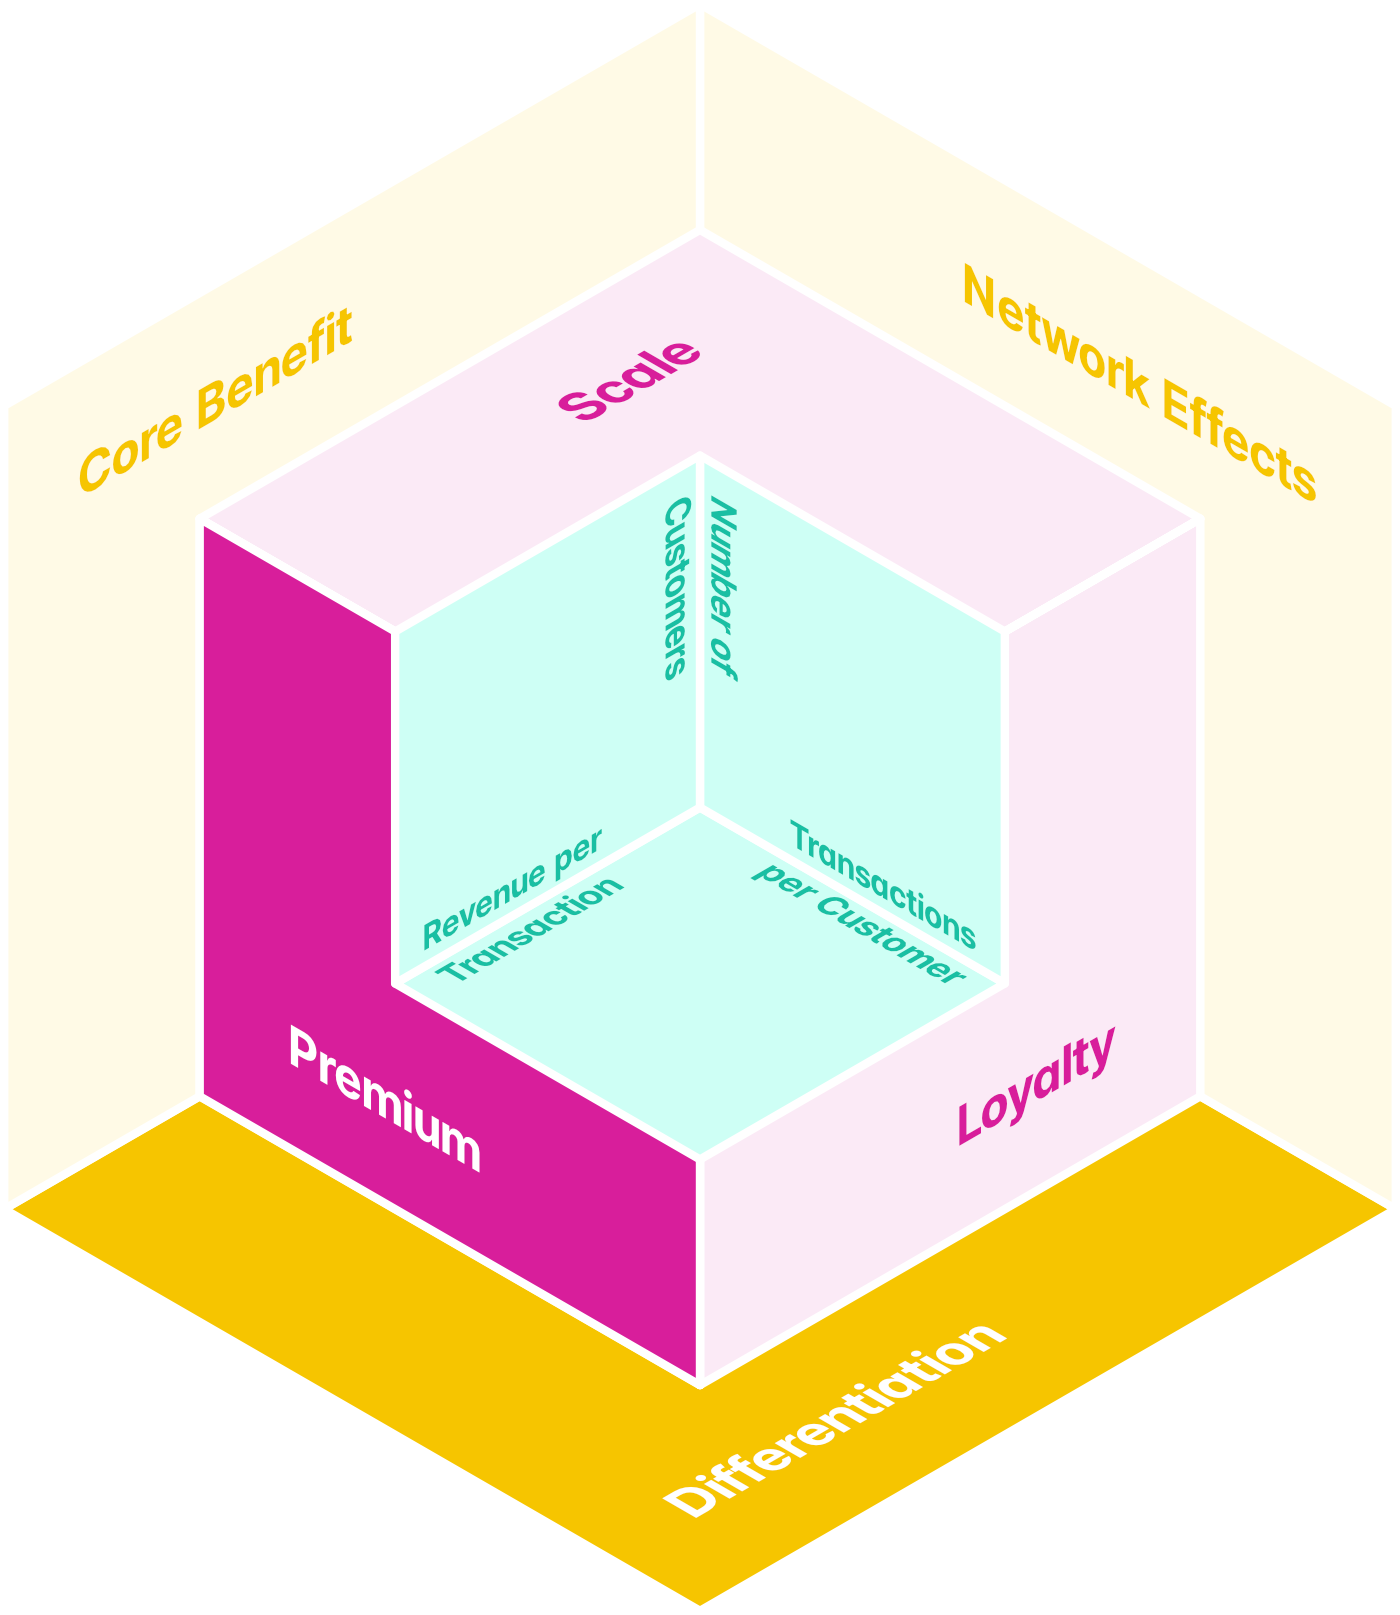 Core Benefit
Network Effects
Scale
Number of
Customers
Revenue per
Transaction
Transactions
per Customer
Premium
Loyalty
Differentiation